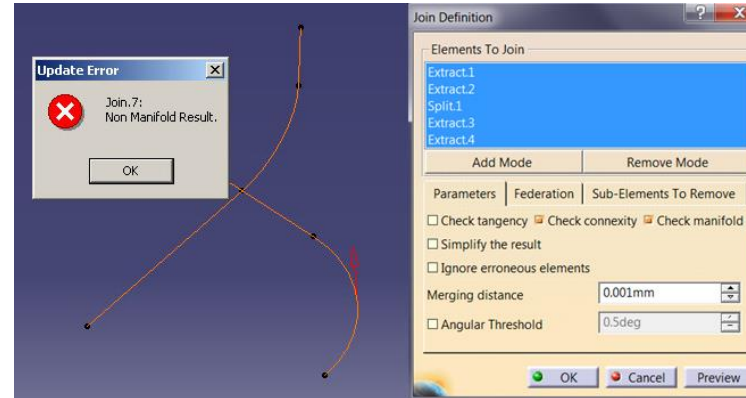 Update Error
Join.7:
Non Manifold Result.
OK
Join Definition
Elements To Join
Extract.1
Extract.2
Split.1
Extract.3
Extract.4
Add Mode
Remove Mode
Parameters
Federation
Sub-Elements To Remove
Check tangency Check connexity Check manifold
Simplify the result
Ignore erroneous elements
Merging distance 0.001mm
Angular Threshold 0.5deg
OK Cancel Preview